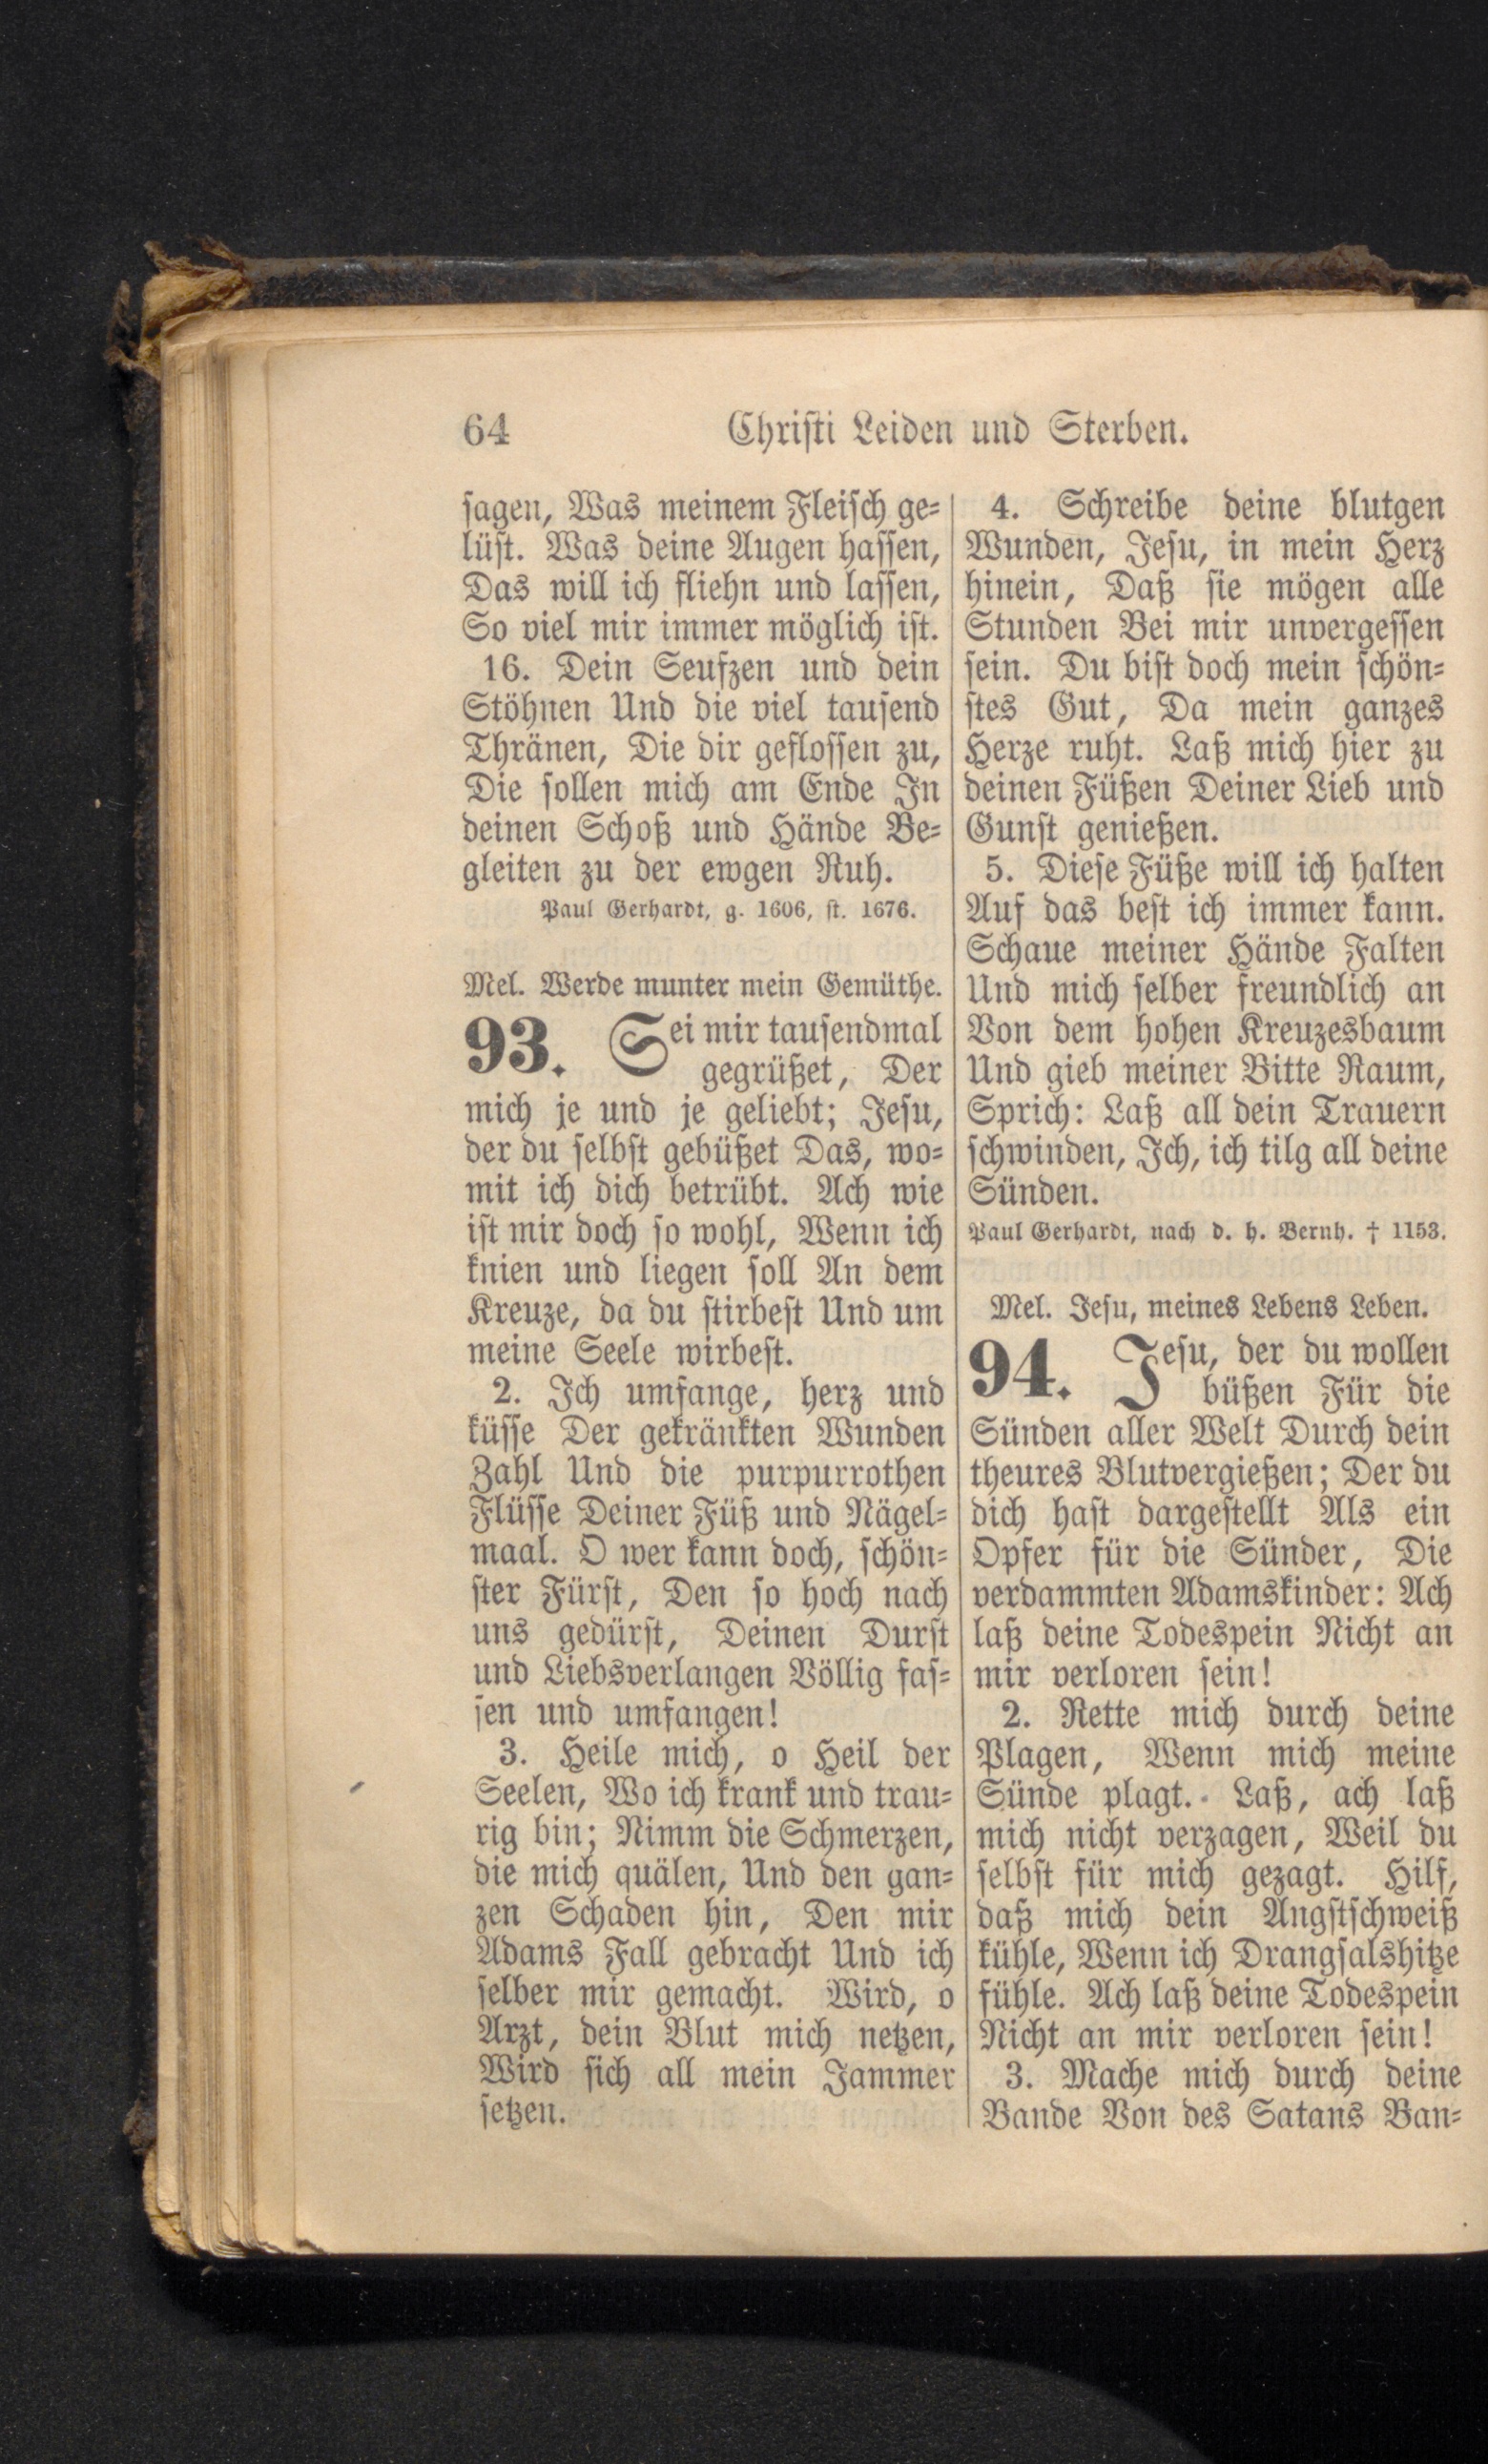 64
Christi Leiden und Sterben.
sagen, Was meinem Fleisch ge-
lüst. Was deine Augen hassen,
Das will ich fliehn und lassen,
So viel mir immer möglich ist.
16. Dein Seufzen und dein
Stöhnen Und die viel tausend
Thränen, Die dir geflossen zu,
Die sollen mich am Ende In
deinen Schoß und Hände Be-
gleiten zu der ewgen Ruh.
Paul Gerhardt, g. 1606, st. 1676.
Mel. Werde munter mein Gemüthe.
93. Sei mir tausendmal
gegrüßet, Der
mich je und je geliebt; Jesu,
der du selbst gebüßet Das, wo-
mit ich dich betrübt. Ach wie
ist mir doch so wohl, Wenn ich
knien und liegen soll An dem
Kreuze, da du stirbest Und um
meine Seele wirbest.
2. Ich umfange, herz und
küsse Der gekränkten Wunden
Zahl Und die purpurrothen
Flüsse Deiner Füß und Nägel-
maal. O wer kann doch, schön-
ster Fürst, Den so hoch nach
uns gedürst, Deinen Durst
und Liebsverlangen Völlig fas-
sen und umfangen!
3. Heile mich, o Heil der
Seelen, Wo ich krank und trau-
rig bin; Nimm die Schmerzen,
die mich quälen, Und den gan-
zen Schaden hin, Den mir
Adams Fall gebracht Und ich
selber mir gemacht. Wird, o
Arzt, dein Blut mich netzen,
Wird sich all mein Jammer
setzen.
4. Schreibe deine blutgen
Wunden, Jesu, in mein Herz
hinein, Daß sie mögen alle
Stunden Bei mir unvergessen
sein. Du bist doch mein schön-
stes Gut, Da mein ganzes
Herze ruht. Laß mich hier zu
deinen Füßen Deiner Lieb und
Gunst genießen.
5. Diese Füße will ich halten
Auf das best ich immer kann.
Schaue meiner Hände Falten
Und mich selber freundlich an
Von dem hohen Kreuzesbaum
Und gieb meiner Bitte Raum,
Sprich: Laß all dein Trauern
schwinden, Ich, ich tilg all deine
Sünden.
Paul Gerhardt, nach d. h. Bernh. † 1153.
Mel. Jesu, meines Lebens Leben.
94. Jesu, der du wollen
büßen Für die
Sünden aller Welt Durch dein
theures Blutvergießen; Der du
dich hast dargestellt Als ein
Opfer für die Sünder, Die
verdammten Adamskinder: Ach
laß deine Todespein Nicht an
mir verloren sein!
2. Rette mich durch deine
Plagen, Wenn mich meine
Sünde plagt. Laß, ach laß
mich nicht verzagen, Weil du
selbst für mich gezagt. Hilf,
daß mich dein Angstschweiß
kühle, Wenn ich Drangsalshitze
fühle. Ach laß deine Todespein
Nicht an mir verloren sein!
3. Mache mich durch deine
Bande Von des Satans Ban-